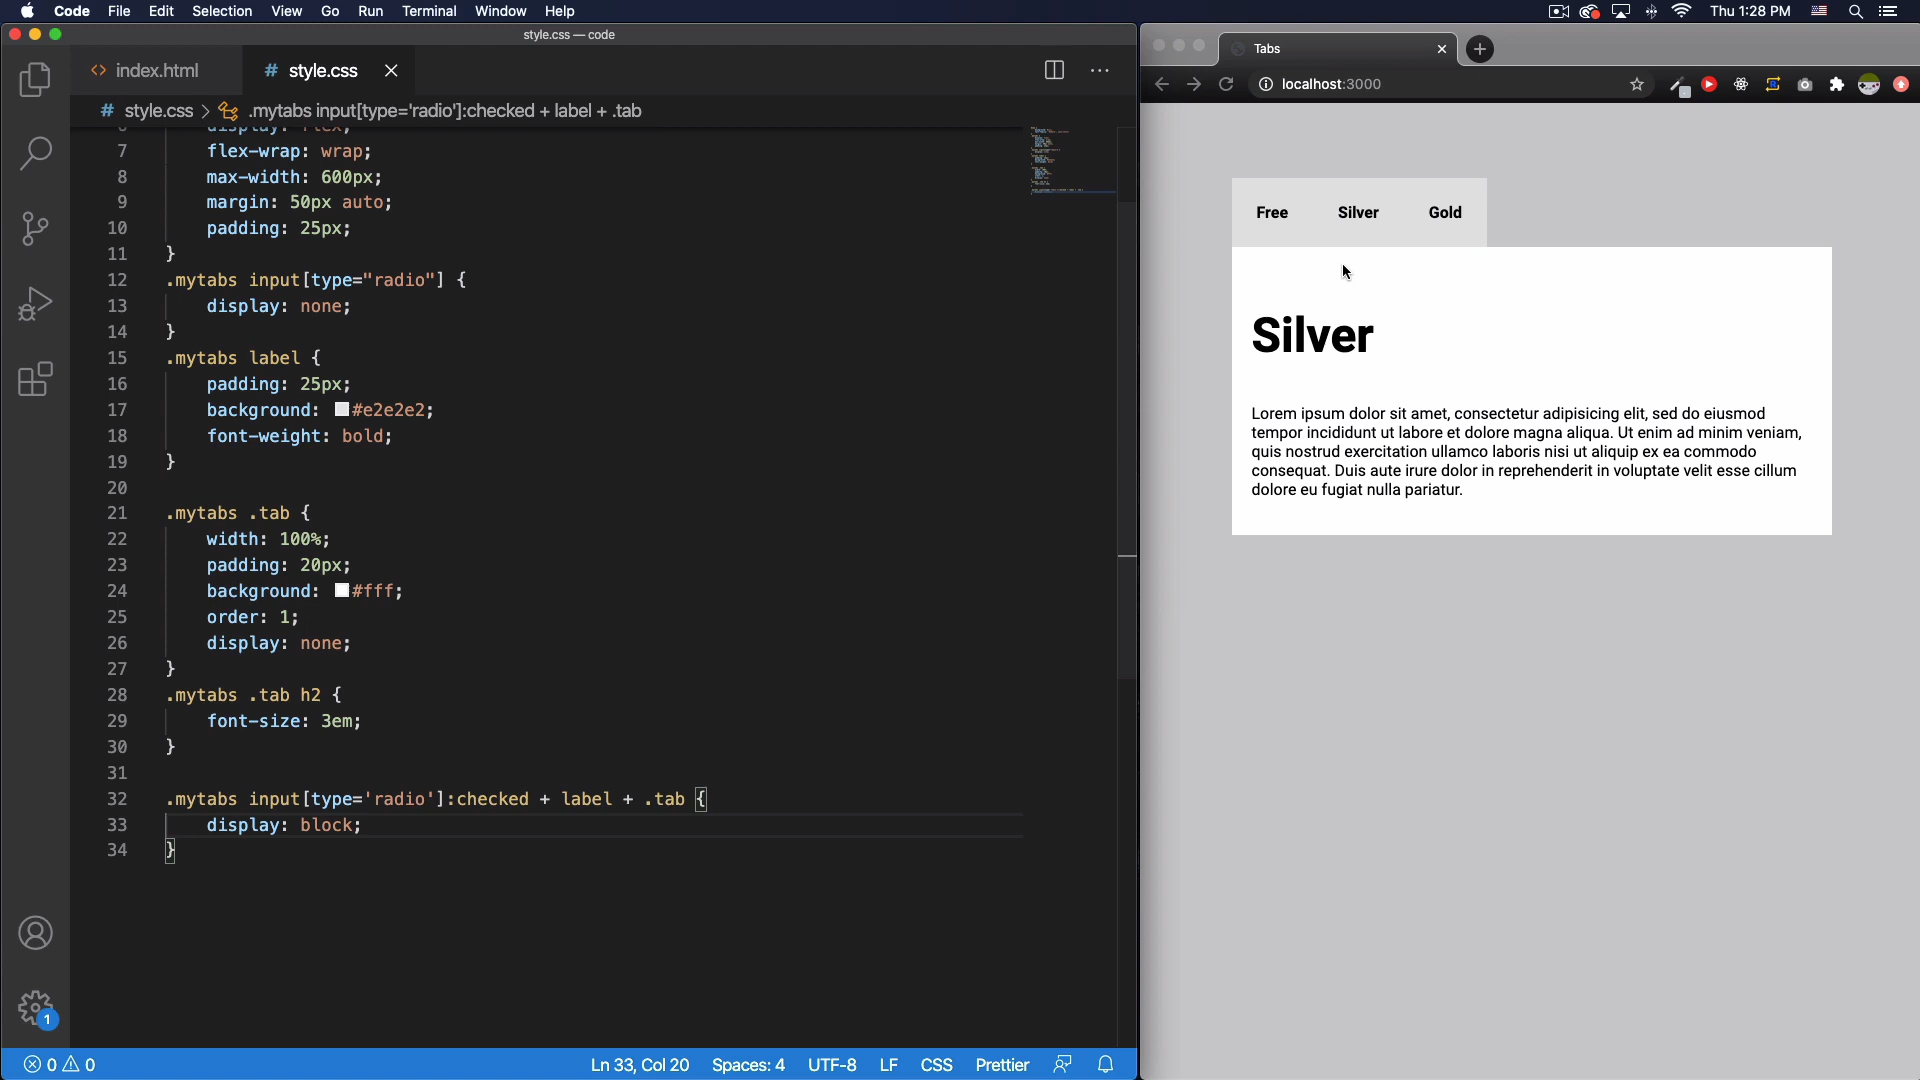 Code File Edit Selection View Go Run Terminal Window Help
Thu 1:28 PM
style.css — code
index.html
# style.css
# style.css > .mytabs input[type='radio']:checked + label + .tab
display: flex;
7 flex-wrap: wrap;
8 max-width: 600px;
9 margin: 50px auto;
10 padding: 25px;
11 }
12 .mytabs input[type="radio"] {
13 display: none;
14 }
15 .mytabs label {
16 padding: 25px;
17 background: #e2e2e2;
18 font-weight: bold;
19 }
20
21 .mytabs .tab {
22 width: 100%;
23 padding: 20px;
24 background: #fff;
25 order: 1;
26 display: none;
27 }
28 .mytabs .tab h2 {
29 font-size: 3em;
30 }
31
32 .mytabs input[type='radio']:checked + label + .tab {
33 display: block;
34 }
1
0 0
Ln 33, Col 20 Spaces: 4 UTF-8 LF CSS Prettier
Tabs
localhost:3000
Free Silver Gold
Silver
Lorem ipsum dolor sit amet, consectetur adipisicing elit, sed do eiusmod
tempor incididunt ut labore et dolore magna aliqua. Ut enim ad minim veniam,
quis nostrud exercitation ullamco laboris nisi ut aliquip ex ea commodo
consequat. Duis aute irure dolor in reprehenderit in voluptate velit esse cillum
dolore eu fugiat nulla pariatur.